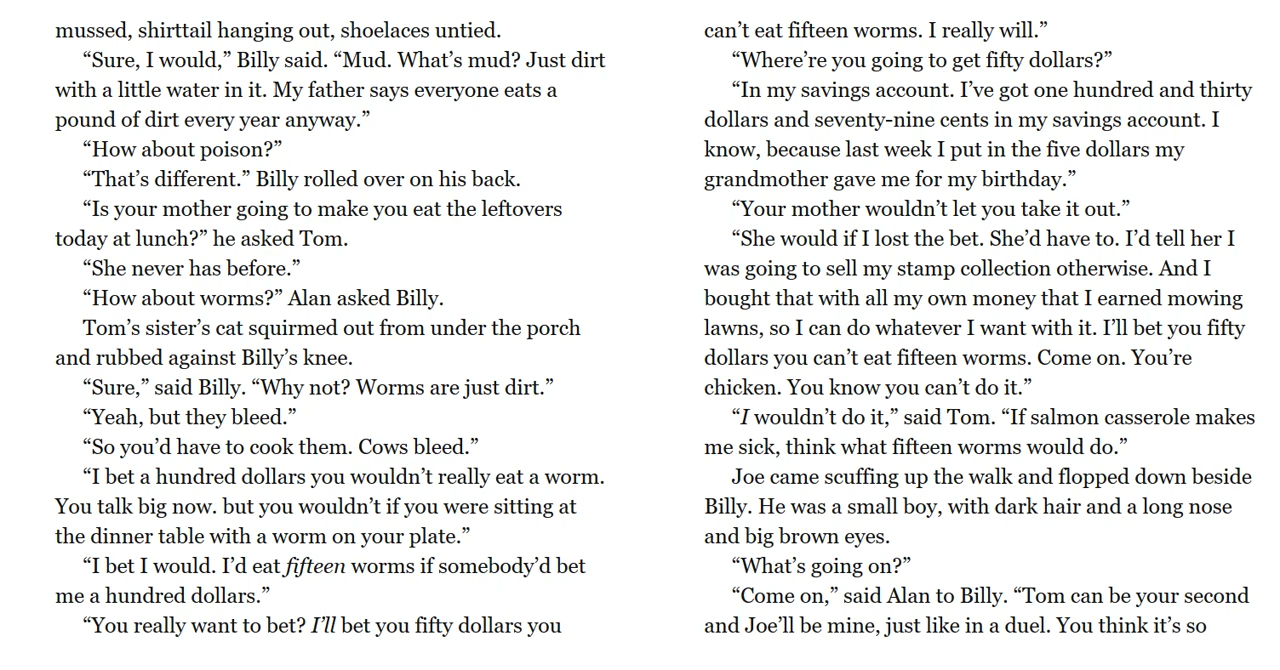 mussed, shirttail hanging out, shoelaces untied.
“Sure, I would,” Billy said. “Mud. What’s mud? Just dirt
with a little water in it. My father says everyone eats a
pound of dirt every year anyway.”
“How about poison?”
“That’s different.” Billy rolled over on his back.
“Is your mother going to make you eat the leftovers
today at lunch?” he asked Tom.
“She never has before.”
“How about worms?” Alan asked Billy.
Tom’s sister’s cat squirmed out from under the porch
and rubbed against Billy’s knee.
“Sure,” said Billy. “Why not? Worms are just dirt.”
“Yeah, but they bleed.”
“So you’d have to cook them. Cows bleed.”
“I bet a hundred dollars you wouldn’t really eat a worm.
You talk big now. but you wouldn’t if you were sitting at
the dinner table with a worm on your plate.”
“I bet I would. I’d eat fifteen worms if somebody’d bet
me a hundred dollars.”
“You really want to bet? I’ll bet you fifty dollars you
can’t eat fifteen worms. I really will.”
“Where’re you going to get fifty dollars?”
“In my savings account. I’ve got one hundred and thirty
dollars and seventy-nine cents in my savings account. I
know, because last week I put in the five dollars my
grandmother gave me for my birthday.”
“Your mother wouldn’t let you take it out.”
“She would if I lost the bet. She’d have to. I’d tell her I
was going to sell my stamp collection otherwise. And I
bought that with all my own money that I earned mowing
lawns, so I can do whatever I want with it. I’ll bet you fifty
dollars you can’t eat fifteen worms. Come on. You’re
chicken. You know you can’t do it.”
“I wouldn’t do it,” said Tom. “If salmon casserole makes
me sick, think what fifteen worms would do.”
Joe came scuffing up the walk and flopped down beside
Billy. He was a small boy, with dark hair and a long nose
and big brown eyes.
“What’s going on?”
“Come on,” said Alan to Billy. “Tom can be your second
and Joe’ll be mine, just like in a duel. You think it’s so